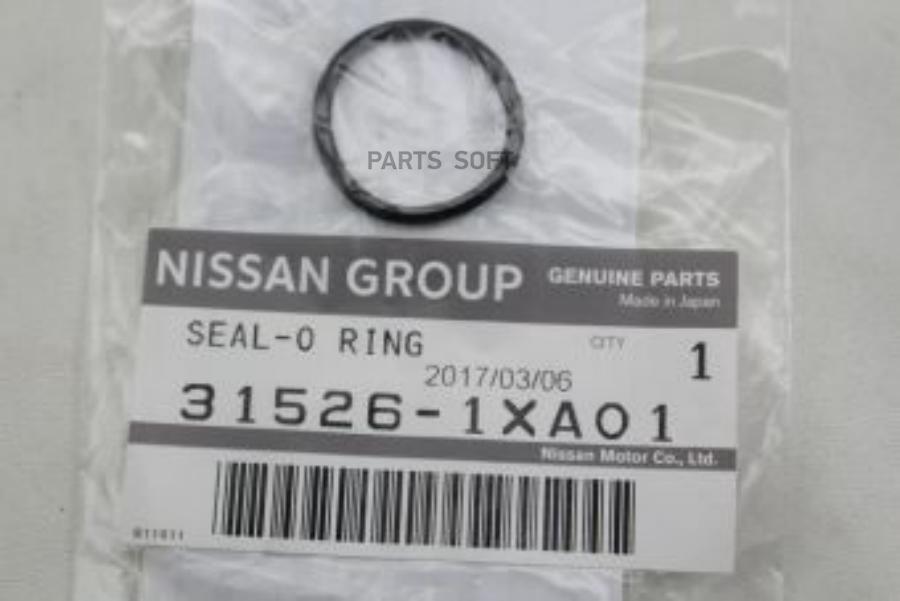 PARTS SOFT
NISSAN GROUP
GENUINE PARTS
Made in Japan
SEAL-O RING
Q'TY
1
2017/03/06
31526-1XA01
Nissan Motor Co., Ltd.